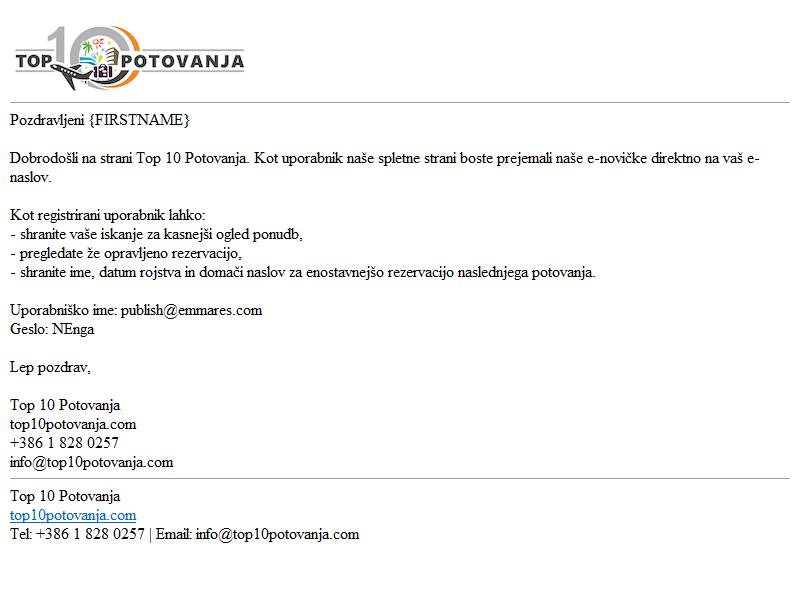 TOP 10 POTOVANJA
Pozdravljeni {FIRSTNAME}
Dobrodošli na strani Top 10 Potovanja. Kot uporabnik naše spletne strani boste prejemali naše e-novičke direktno na vaš e-
naslov.
Kot registrirani uporabnik lahko:
- shranite vaše iskanje za kasnejši ogled ponudb,
- pregledate že opravljeno rezervacijo,
- shranite ime, datum rojstva in domači naslov za enostavnejšo rezervacijo naslednjega potovanja.
Uporabniško ime: publish@emmares.com
Geslo: NEnga
Lep pozdrav,
Top 10 Potovanja
top10potovanja.com
+386 1 828 0257
info@top10potovanja.com
Top 10 Potovanja
top10potovanja.com
Tel: +386 1 828 0257 | Email: info@top10potovanja.com